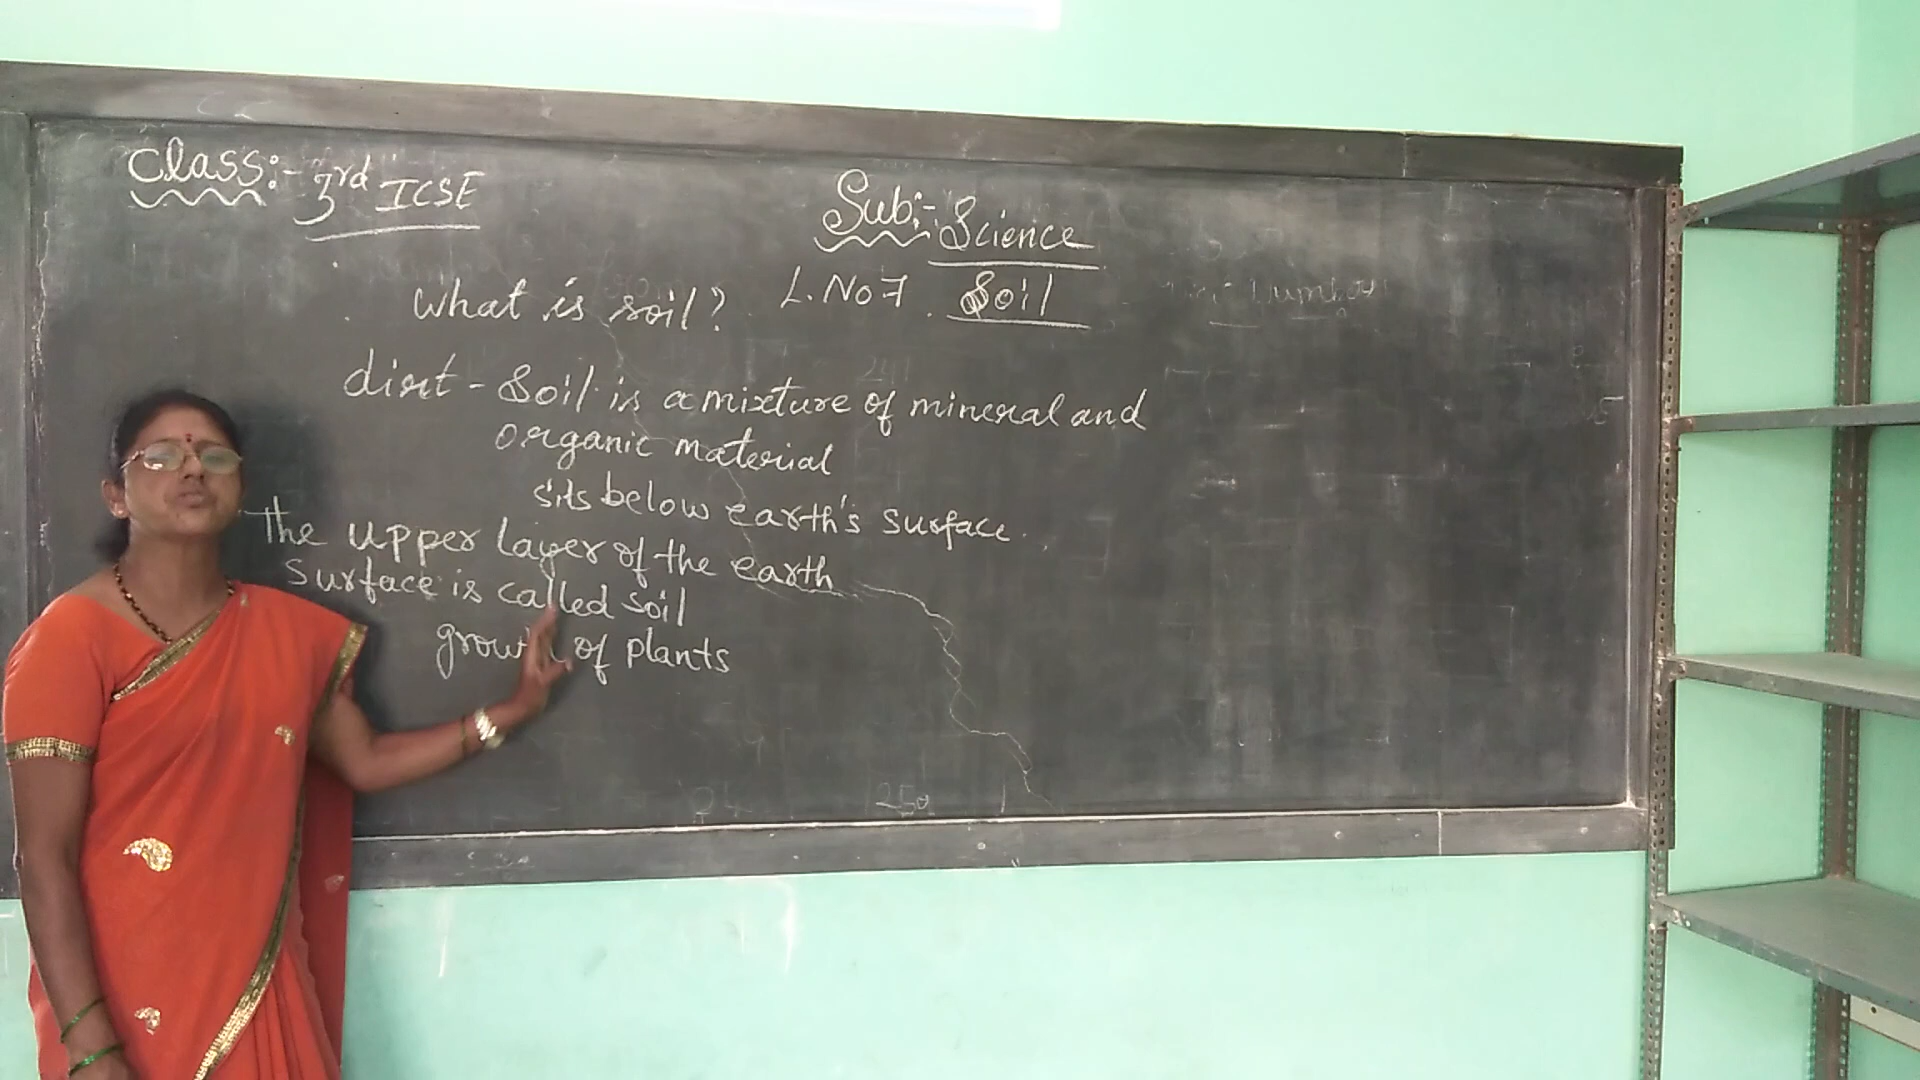 Class:- 3rd ICSE
Sub:- Science
L.No 7. Soil
What is soil?
dirt - Soil is a mixture of mineral and
organic material
sits below earth's surface.
The upper layer of the earth
surface is called soil
growth of plants